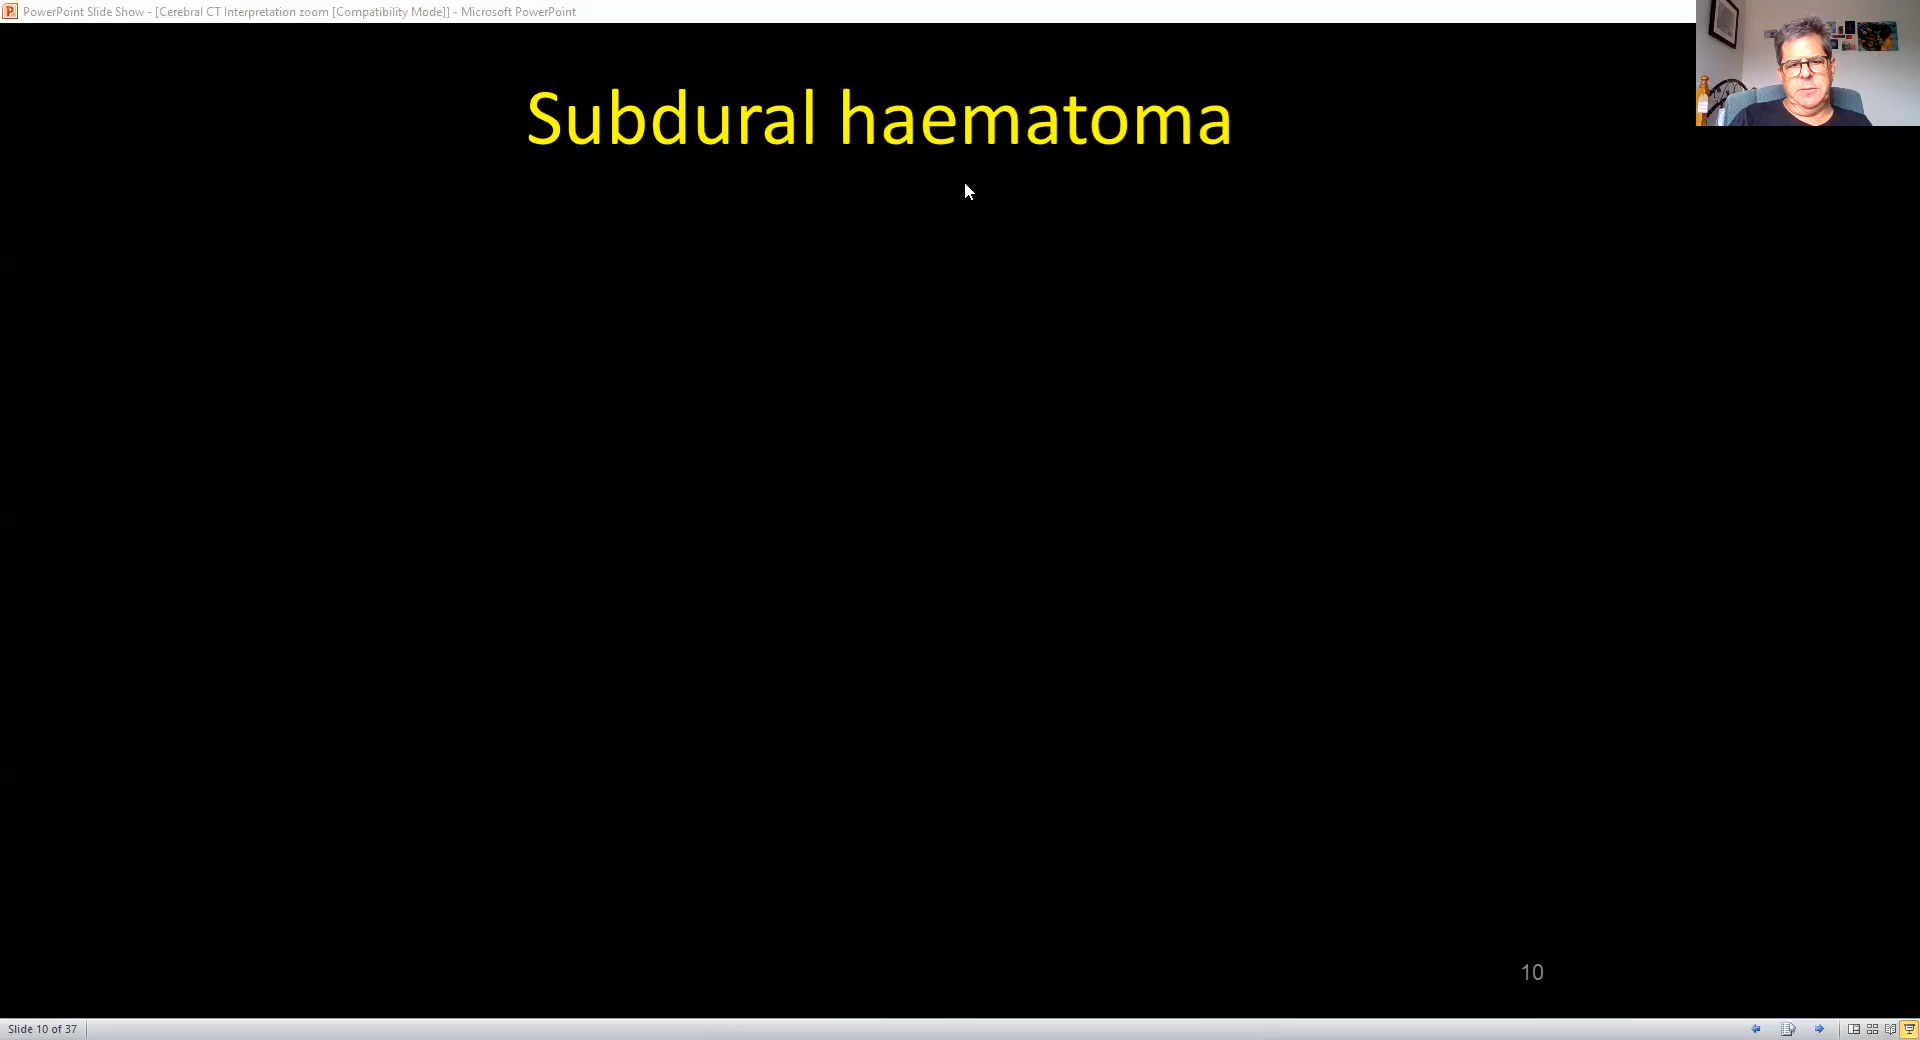 PowerPoint Slide Show - [Cerebral CT Interpretation zoom [Compatibility Mode]] - Microsoft PowerPoint
Subdural haematoma
10
Slide 10 of 37